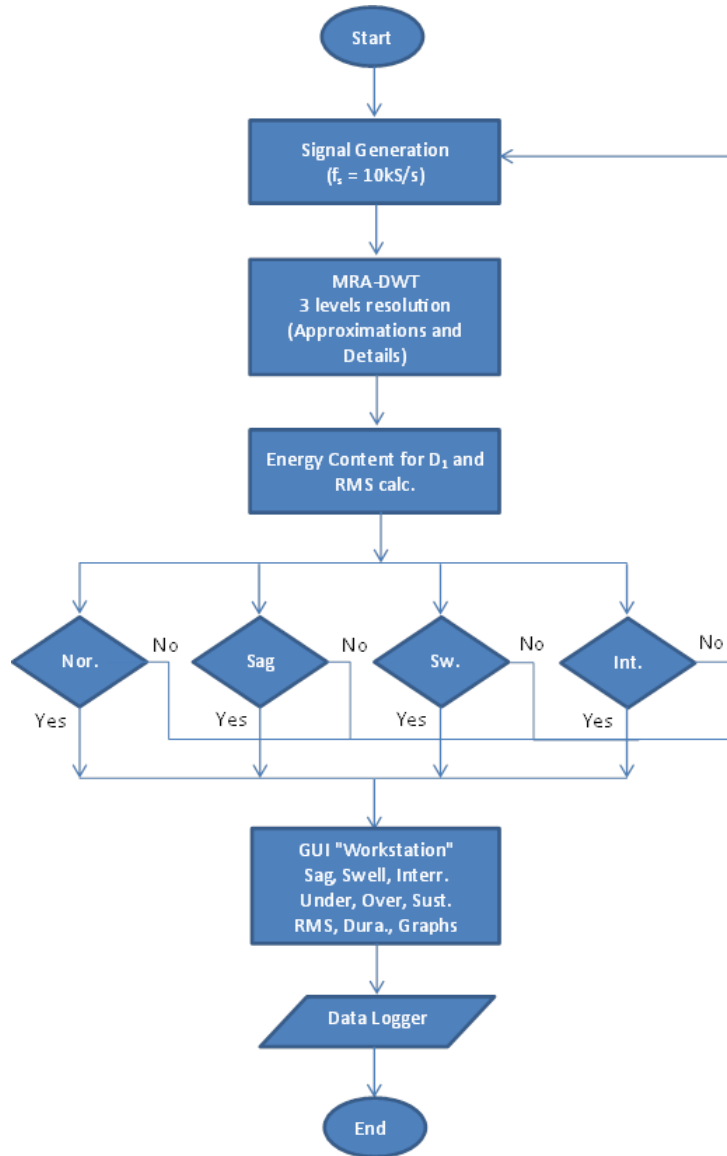 Start
Signal Generation
(fₛ = 10kS/s)
MRA-DWT
3 levels resolution
(Approximations and
Details)
Energy Content for D₁ and
RMS calc.
Nor.
No
Sag
No
Sw.
No
Int.
No
Yes
Yes
Yes
Yes
GUI "Workstation"
Sag, Swell, Interr.
Under, Over, Sust.
RMS, Dura., Graphs
Data Logger
End